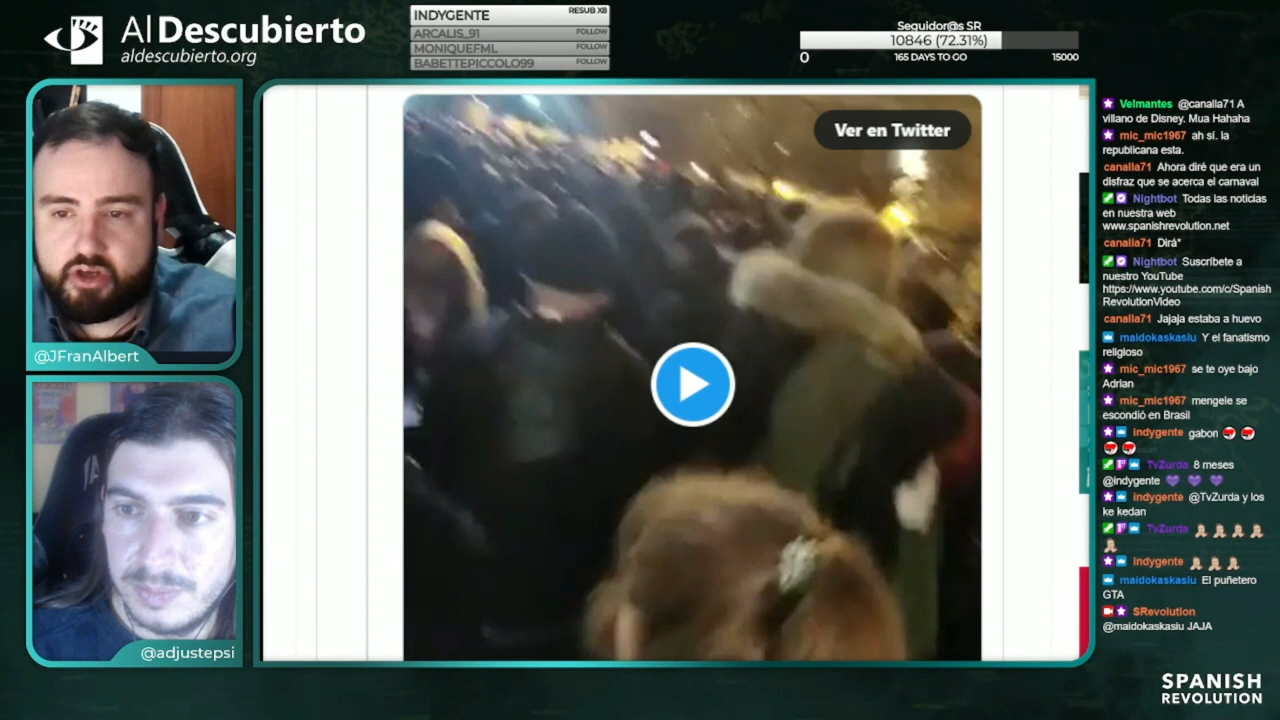 Al Descubierto
aldescubierto.org
INDYGENTE RESUB X8
ARCALIS_91 FOLLOW
MONIQUEFML FOLLOW
BABETTEPICCOLO99 FOLLOW
Seguidor@s SR
10846 (72.31%)
0 165 DAYS TO GO 15000
@JFranAlbert
@adjustepsi
Ver en Twitter
Velmantes @canalla71 A
villano de Disney. Mua Hahaha
mic_mic1967 ah sí. la
republicana esta.
canalla71 Ahora diré que era un
disfraz que se acerca el carnaval
Nightbot Todas las noticias
en nuestra web
www.spanishrevolution.net
canalla71 Dirá*
Nightbot Suscríbete a
nuestro YouTube
https://www.youtube.com/c/Spanish
RevolutionVideo
canalla71 Jajaja estaba a huevo
maidokaskasiu Y el fanatismo
religioso
mic_mic1967 se te oye bajo
Adrian
mic_mic1967 mengele se
escondió en Brasil
indygente gabon
TvZurda 8 meses
@indygente
indygente @TvZurda y los
ke kedan
TvZurda
indygente
maidokaskasiu El puñetero
GTA
SRevolution
@maidokaskasiu JAJA
SPANISH
REVOLUTION